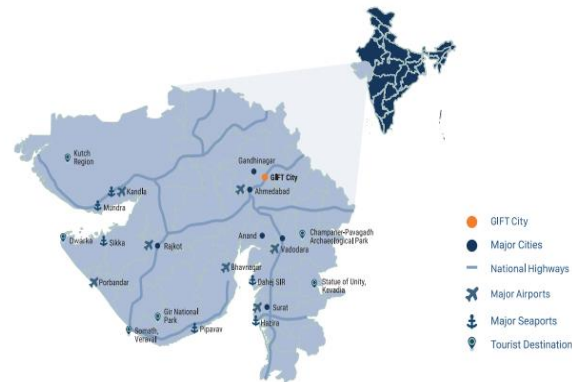 Kutch
Region
Gandhinagar
GIFT City
Kandla
Ahmedabad
Mundra
Dwarka
Sikka
Rajkot
Anand
Champaner-Pavagadh
Archaeological Park
Vadodara
Bhavnagar
Porbandar
Dahej SIR
Statue of Unity,
Kevadia
Gir National
Park
Surat
Somnath,
Veraval
Pipavav
Hazira
GIFT City
Major Cities
National Highways
Major Airports
Major Seaports
Tourist Destination